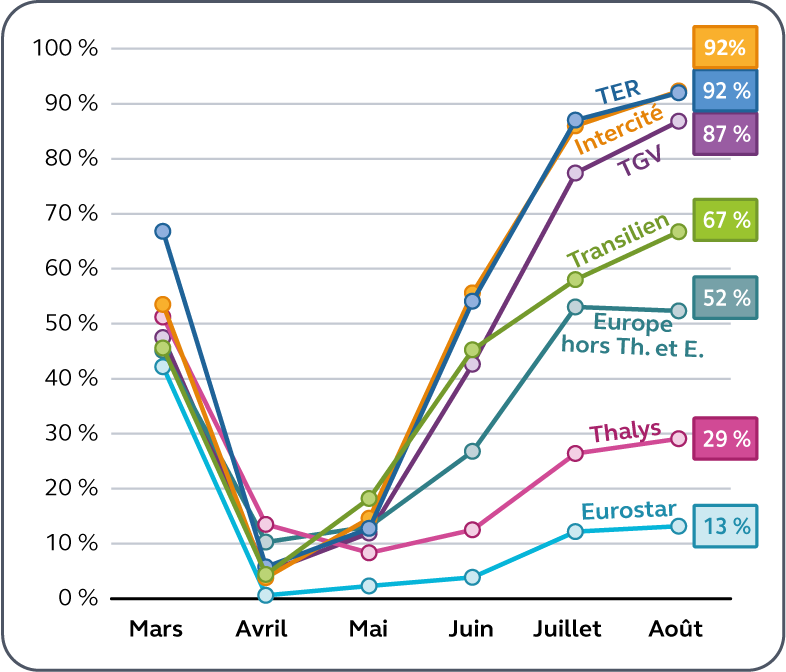 100 %
90 %
80 %
70 %
60 %
50 %
40 %
30 %
20 %
10 %
0 %
92%
TER
92 %
Intercité
TGV
87 %
Transilien
67 %
52 %
Europe
hors Th. et E.
Thalys
29 %
Eurostar
13 %
Mars
Avril
Mai
Juin
Juillet
Août